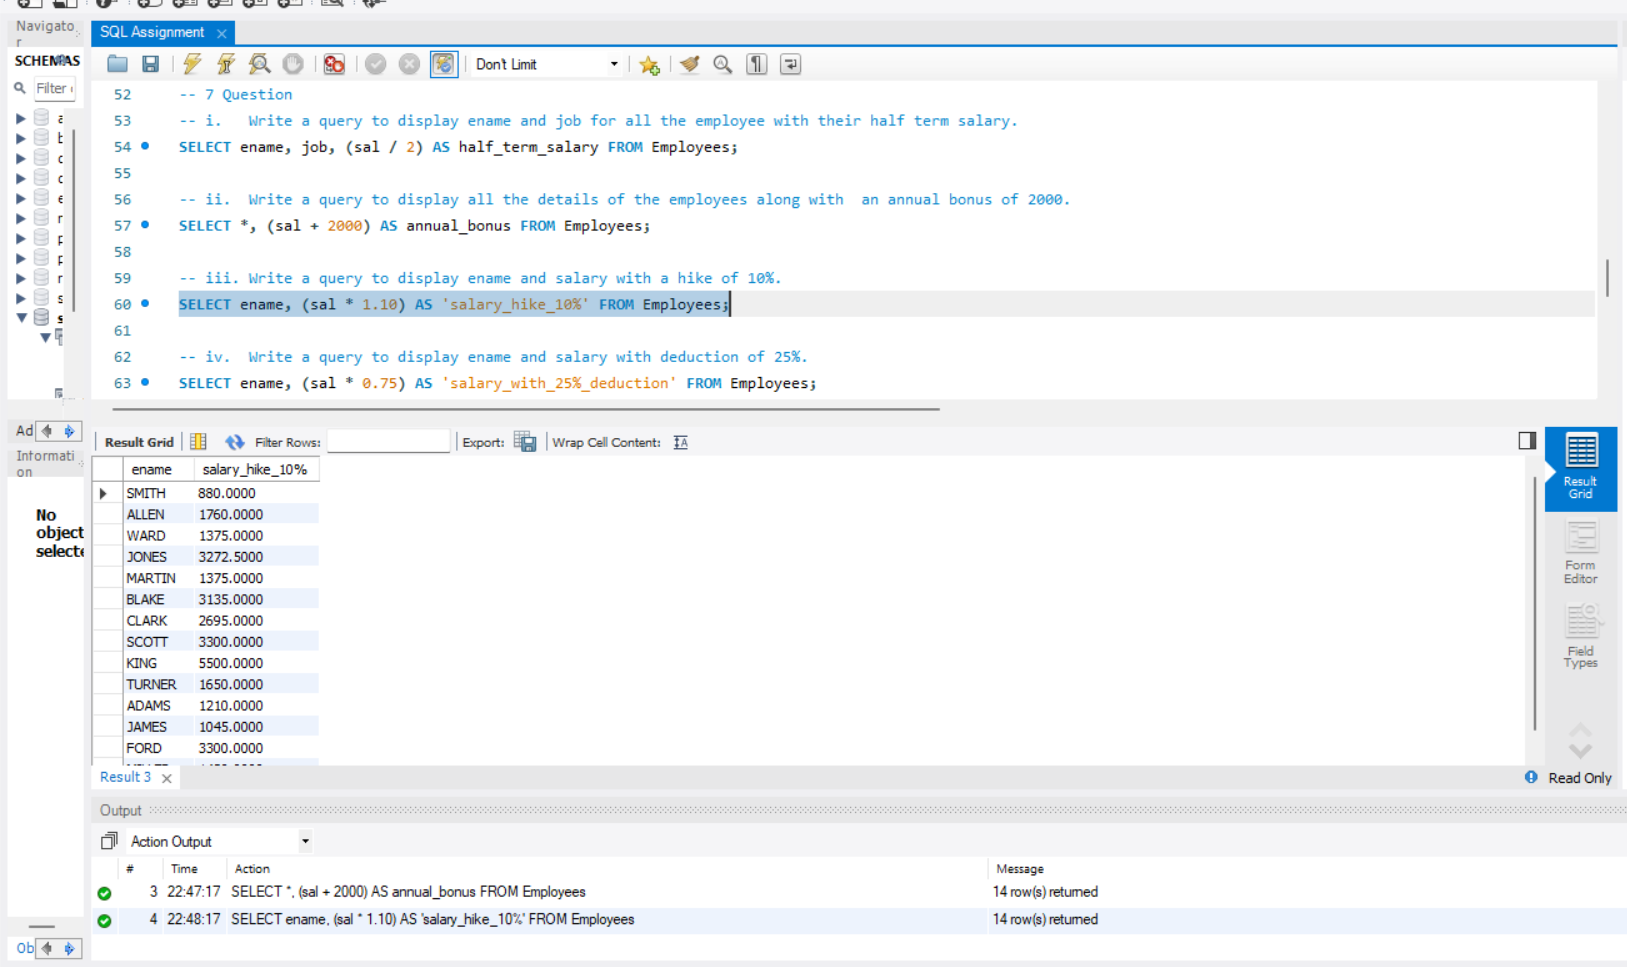 Navigato
r
SQL Assignment
SCHEMAS
Filter
Don't Limit
52 -- 7 Question
53 -- i.   Write a query to display ename and job for all the employee with their half term salary.
54 SELECT ename, job, (sal / 2) AS half_term_salary FROM Employees;
55
56 -- ii.  Write a query to display all the details of the employees along with  an annual bonus of 2000.
57 SELECT *, (sal + 2000) AS annual_bonus FROM Employees;
58
59 -- iii. Write a query to display ename and salary with a hike of 10%.
60 SELECT ename, (sal * 1.10) AS 'salary_hike_10%' FROM Employees;
61
62 -- iv.  Write a query to display ename and salary with deduction of 25%.
63 SELECT ename, (sal * 0.75) AS 'salary_with_25%_deduction' FROM Employees;
Ad
Informati
on
No
object
selecte
Ob
Result Grid Filter Rows: Export: Wrap Cell Content:
ename salary_hike_10%
SMITH 880.0000
ALLEN 1760.0000
WARD 1375.0000
JONES 3272.5000
MARTIN 1375.0000
BLAKE 3135.0000
CLARK 2695.0000
SCOTT 3300.0000
KING 5500.0000
TURNER 1650.0000
ADAMS 1210.0000
JAMES 1045.0000
FORD 3300.0000
Result
Grid
Form
Editor
Field
Types
Result 3
Read Only
Output
Action Output
# Time Action Message
3 22:47:17 SELECT *, (sal + 2000) AS annual_bonus FROM Employees 14 row(s) returned
4 22:48:17 SELECT ename, (sal * 1.10) AS 'salary_hike_10%' FROM Employees 14 row(s) returned